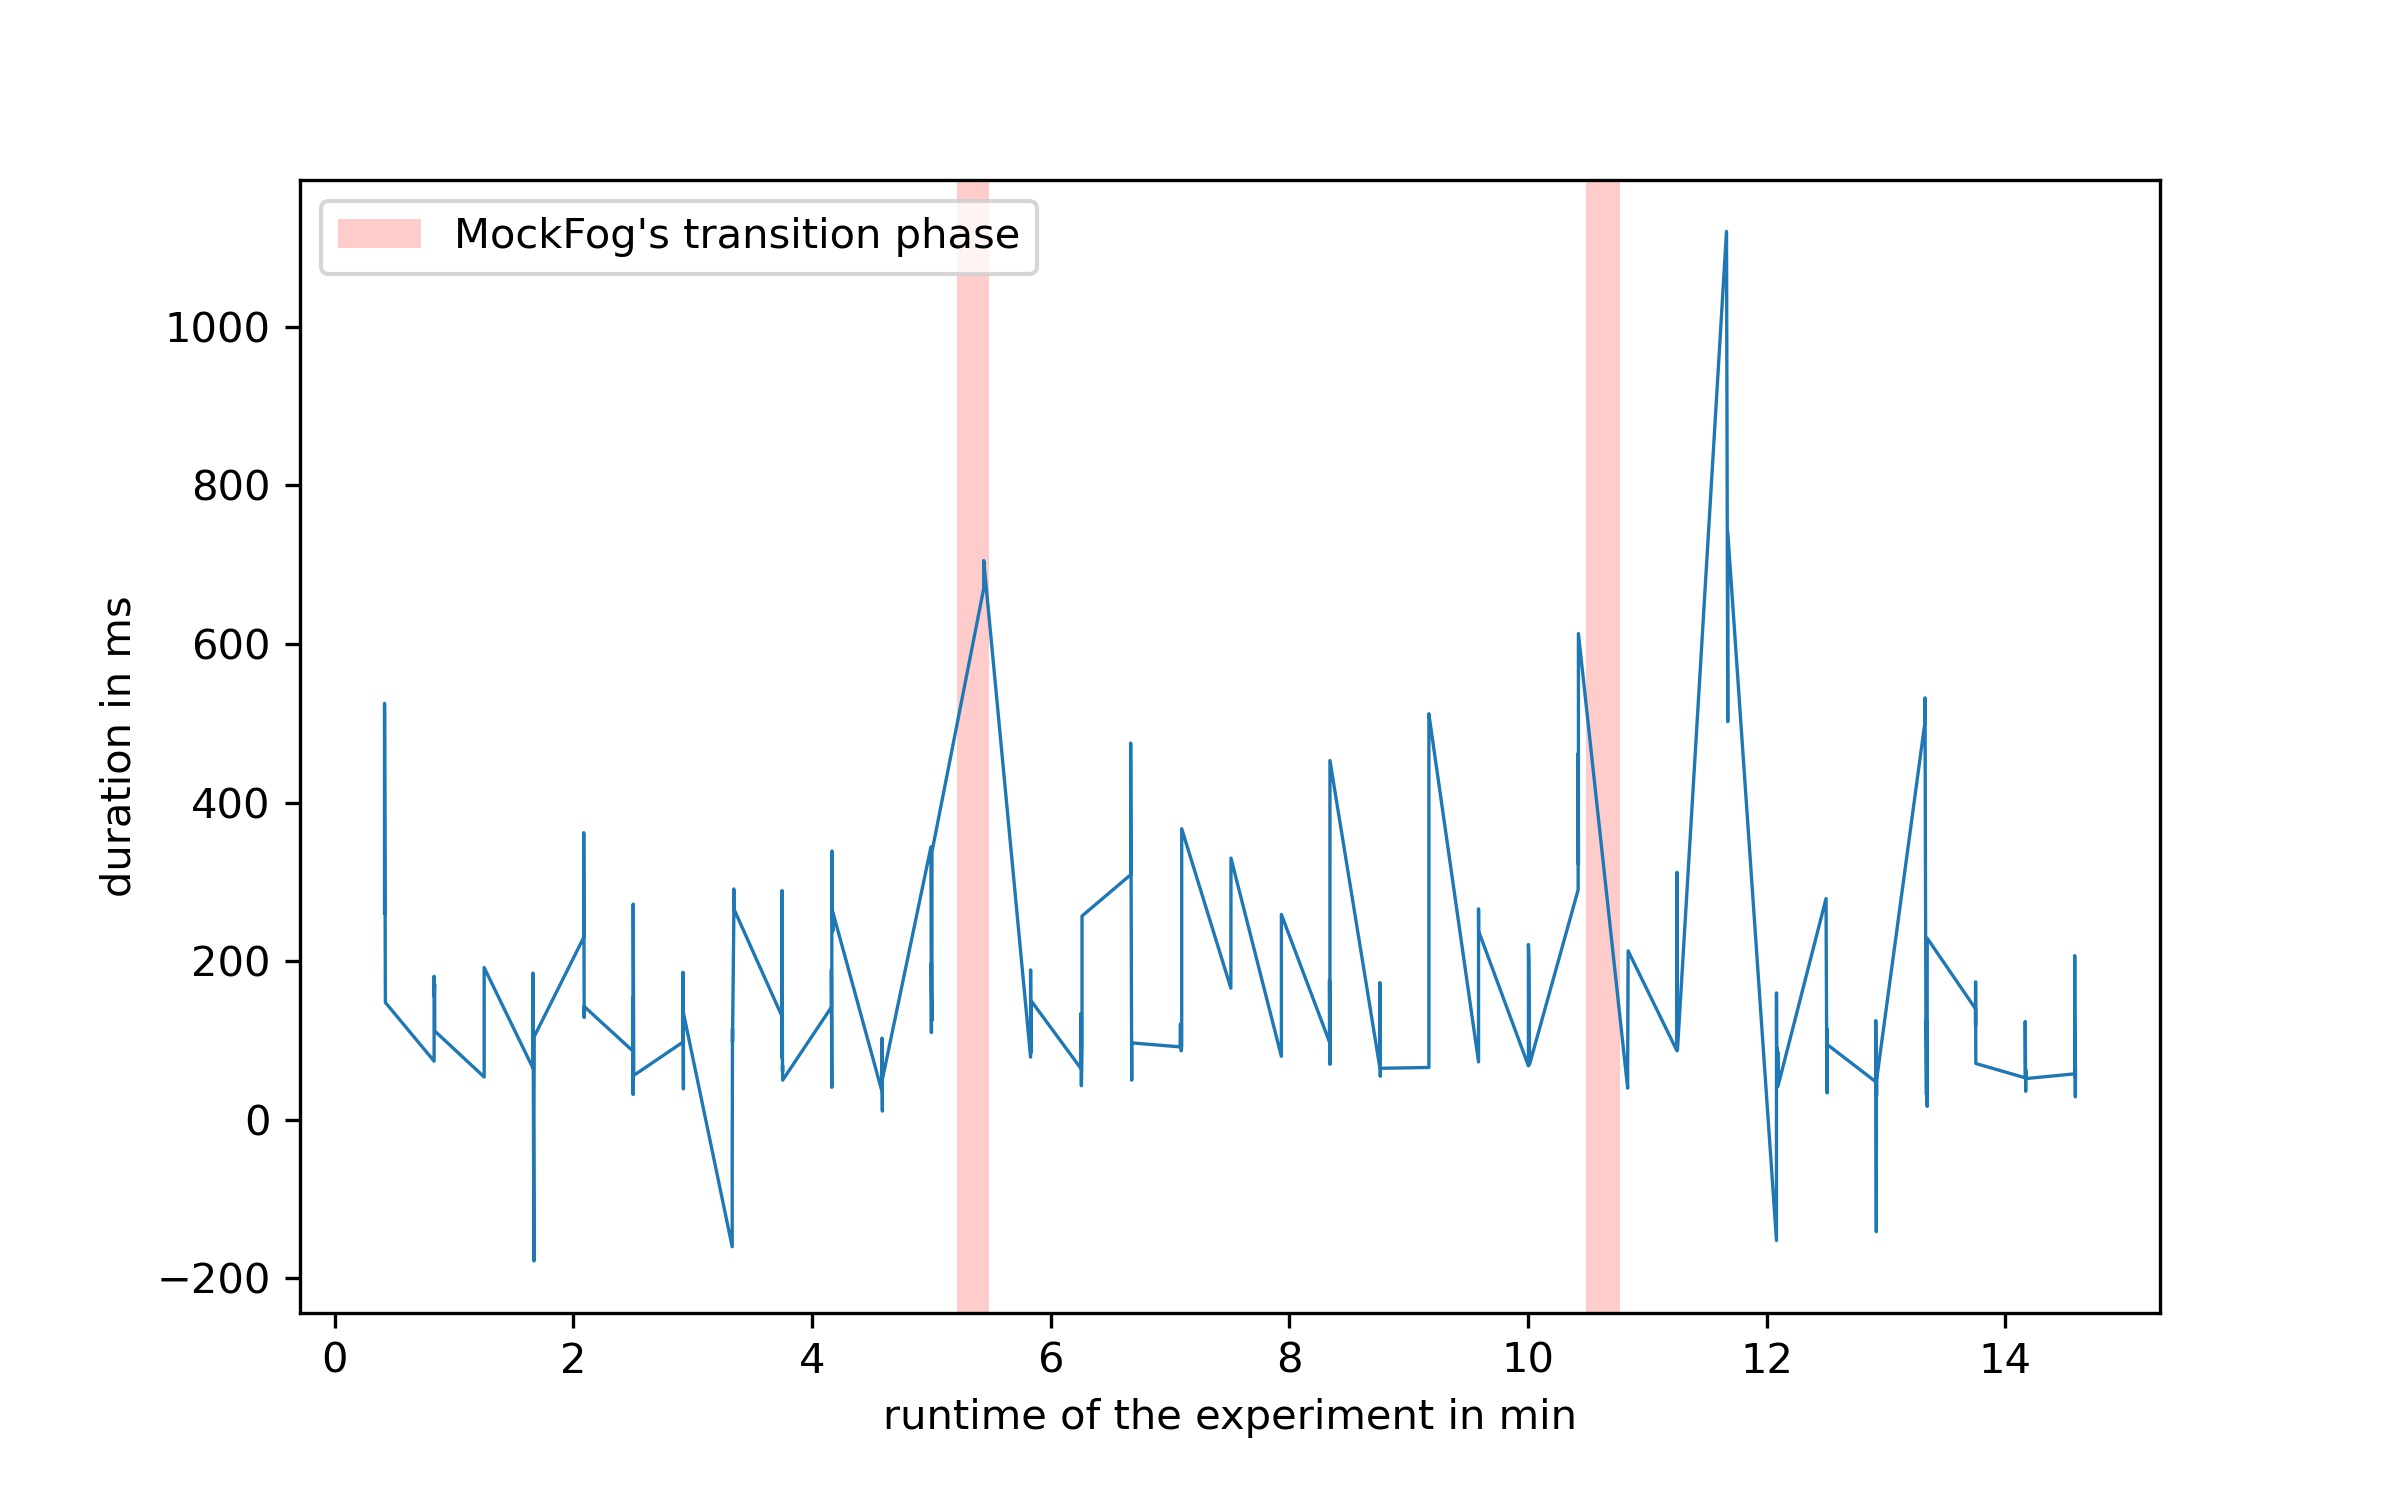 MockFog's transition phase
1000
800
600
400
200
0
−200
duration in ms
0 2 4 6 8 10 12 14
runtime of the experiment in min